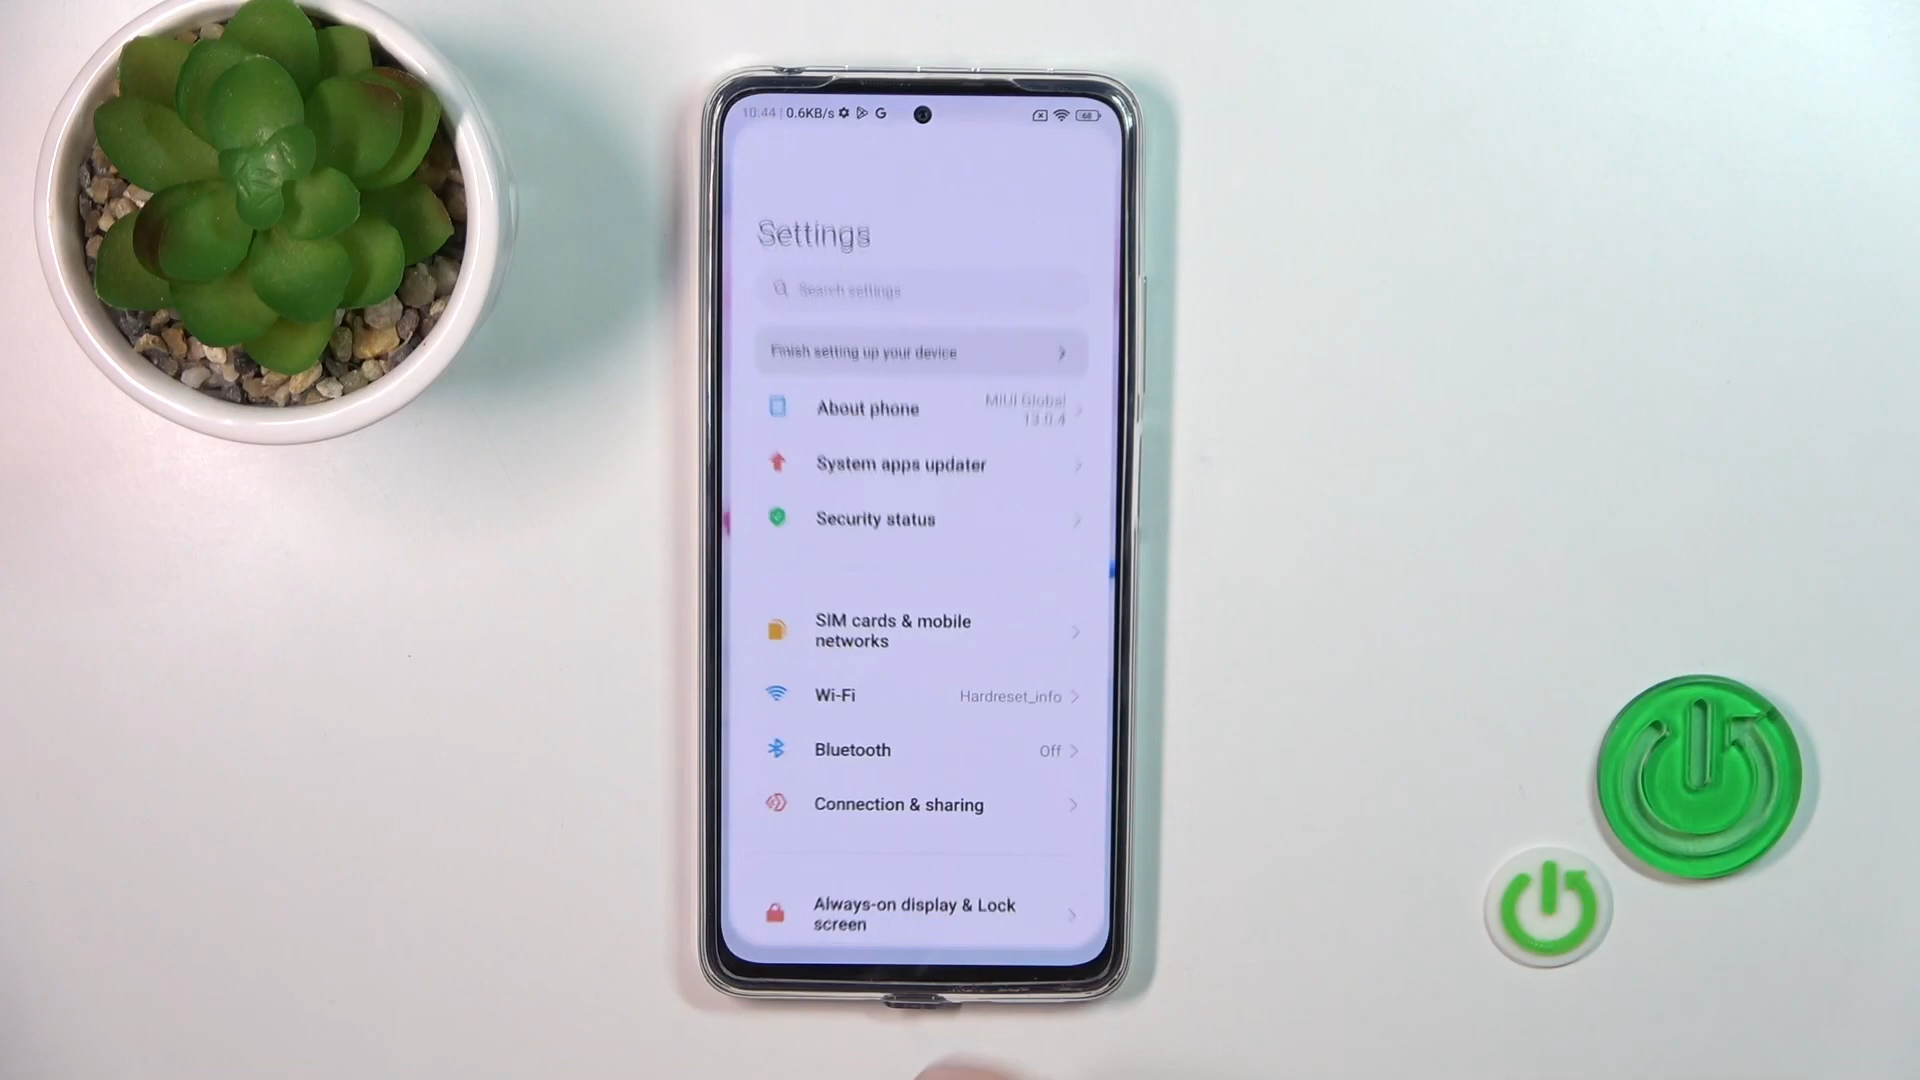 10:44 | 0.6KB/s G 68
Settings
Search settings
Finish setting up your device
About phone
MIUI Global
13.0.4
System apps updater
Security status
SIM cards & mobile
networks
Wi-Fi Hardreset_info
Bluetooth Off
Connection & sharing
Always-on display & Lock
screen